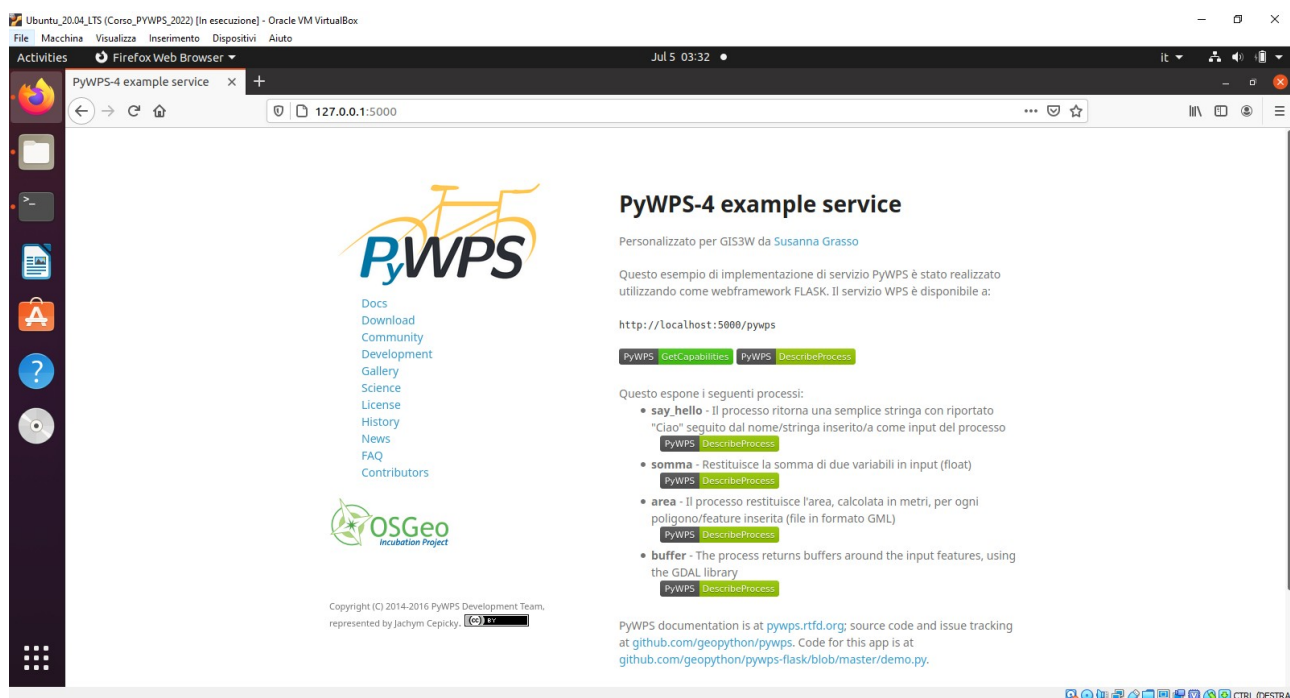 Ubuntu_20.04_LTS (Corso_PYWPS_2022) [In esecuzione] - Oracle VM VirtualBox
File Macchina Visualizza Inserimento Dispositivi Aiuto
Activities Firefox Web Browser Jul 5 03:32 it
PyWPS-4 example service
127.0.0.1:5000
PyWPS
Docs
Download
Community
Development
Gallery
Science
License
History
News
FAQ
Contributors
OSGeo
Incubation Project
Copyright (C) 2014-2016 PyWPS Development Team,
represented by Jachym Cepicky. (cc) BY
PyWPS-4 example service
Personalizzato per GIS3W da Susanna Grasso
Questo esempio di implementazione di servizio PyWPS è stato realizzato
utilizzando come webframework FLASK. Il servizio WPS è disponibile a:
http://localhost:5000/pywps
PyWPS GetCapabilities PyWPS DescribeProcess
Questo espone i seguenti processi:
• say_hello - Il processo ritorna una semplice stringa con riportato
"Ciao" seguito dal nome/stringa inserito/a come input del processo
PyWPS DescribeProcess
• somma - Restituisce la somma di due variabili in input (float)
PyWPS DescribeProcess
• area - Il processo restituisce l'area, calcolata in metri, per ogni
poligono/feature inserita (file in formato GML)
PyWPS DescribeProcess
• buffer - The process returns buffers around the input features, using
the GDAL library
PyWPS DescribeProcess
PyWPS documentation is at pywps.rtfd.org; source code and issue tracking
at github.com/geopython/pywps. Code for this app is at
github.com/geopython/pywps-flask/blob/master/demo.py.
CTRL (DESTRA